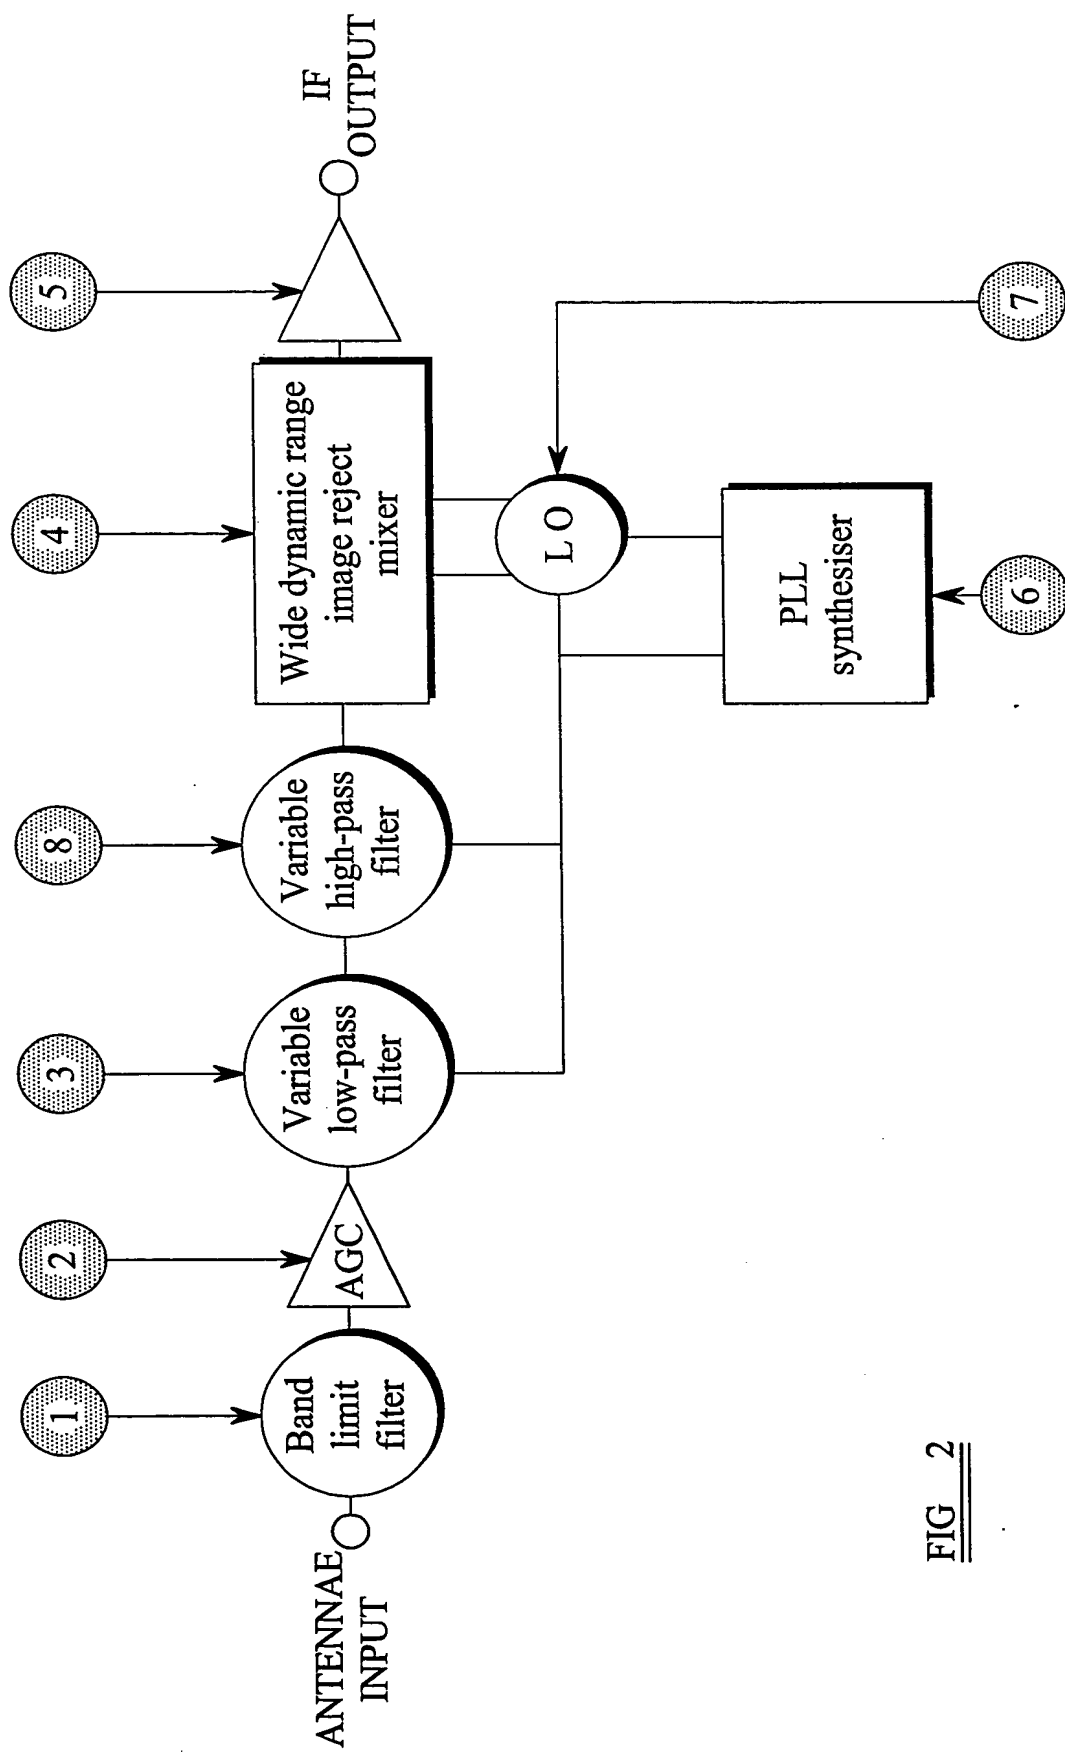 1
2
3
8
4
5
ANTENNAE
INPUT
Band
limit
filter
AGC
Variable
low-pass
filter
Variable
high-pass
filter
Wide dynamic range
image reject
mixer
IF
OUTPUT
L O
PLL
synthesiser
6
7
FIG 2